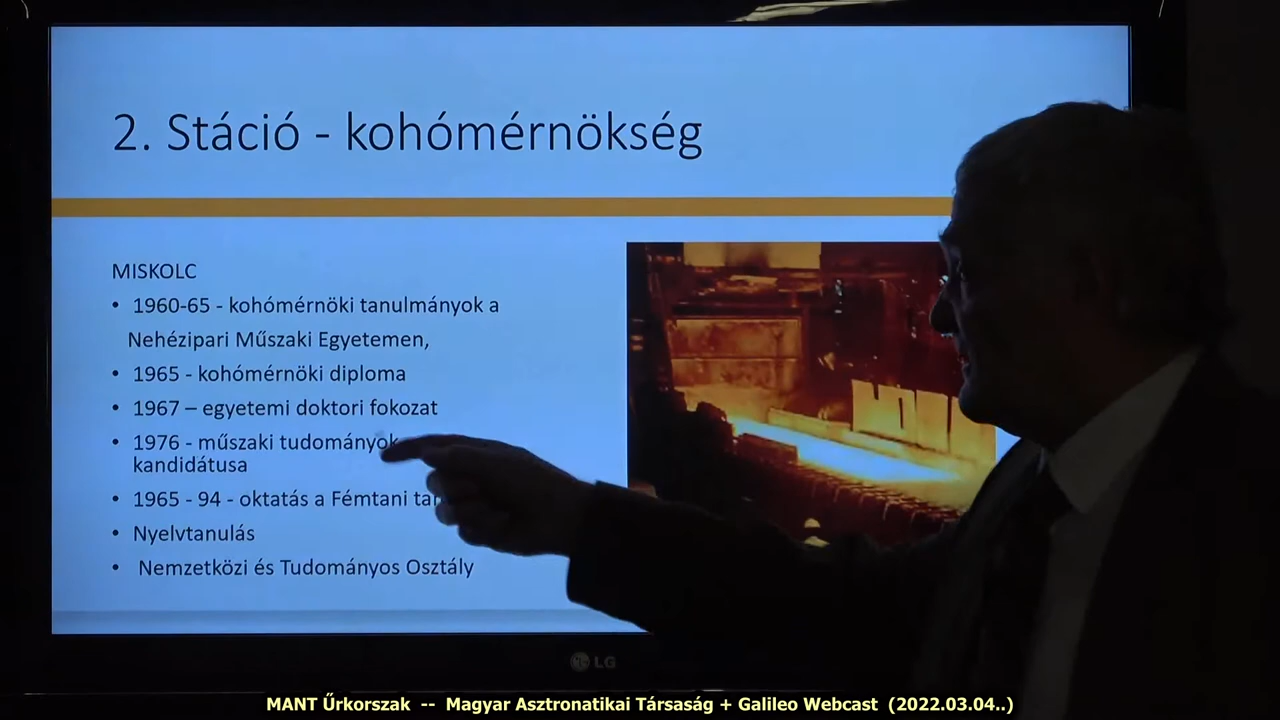 2. Stáció - kohómérnökség
MISKOLC
• 1960-65 - kohómérnöki tanulmányok a
Nehézipari Műszaki Egyetemen,
• 1965 - kohómérnöki diploma
• 1967 – egyetemi doktori fokozat
• 1976 - műszaki tudományok
kandidátusa
• 1965 - 94 - oktatás a Fémtani
• Nyelvtanulás
• Nemzetközi és Tudományos Osztály
LG
MANT Űrkorszak -- Magyar Asztronatikai Társaság + Galileo Webcast (2022.03.04..)